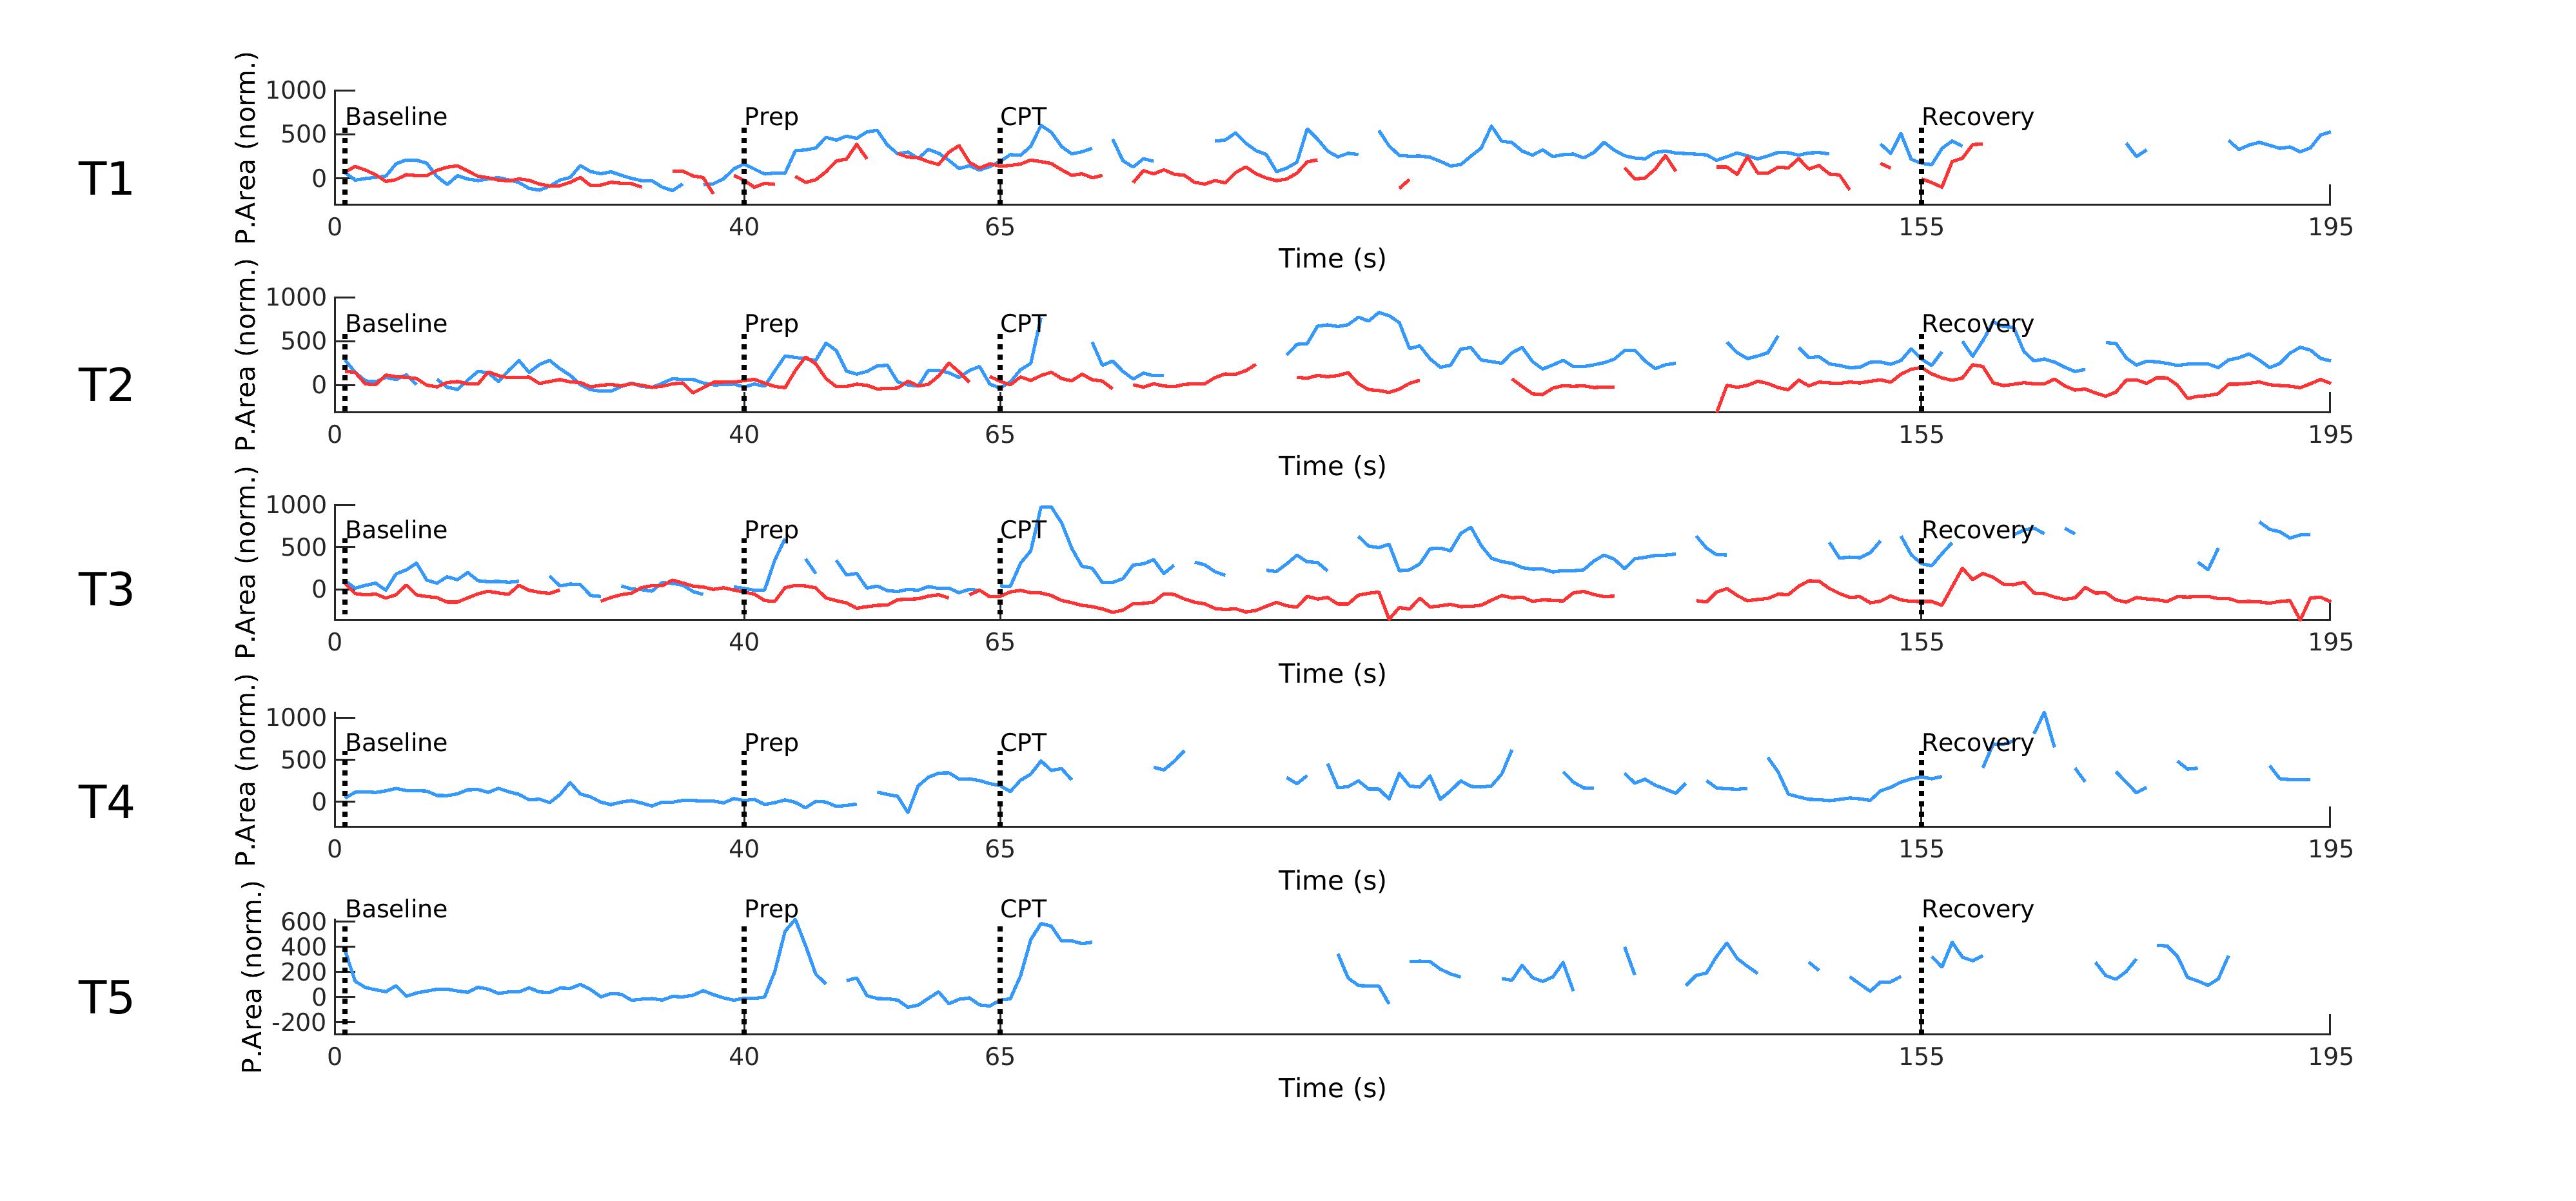 T1
P.Area (norm.)
1000
500
0
Baseline
Prep
CPT
Recovery
0
40
65
155
195
Time (s)
T2
P.Area (norm.)
1000
500
0
Baseline
Prep
CPT
Recovery
0
40
65
155
195
Time (s)
T3
P.Area (norm.)
1000
500
0
Baseline
Prep
CPT
Recovery
0
40
65
155
195
Time (s)
T4
P.Area (norm.)
1000
500
0
Baseline
Prep
CPT
Recovery
0
40
65
155
195
Time (s)
T5
P.Area (norm.)
600
400
200
0
-200
Baseline
Prep
CPT
Recovery
0
40
65
155
195
Time (s)